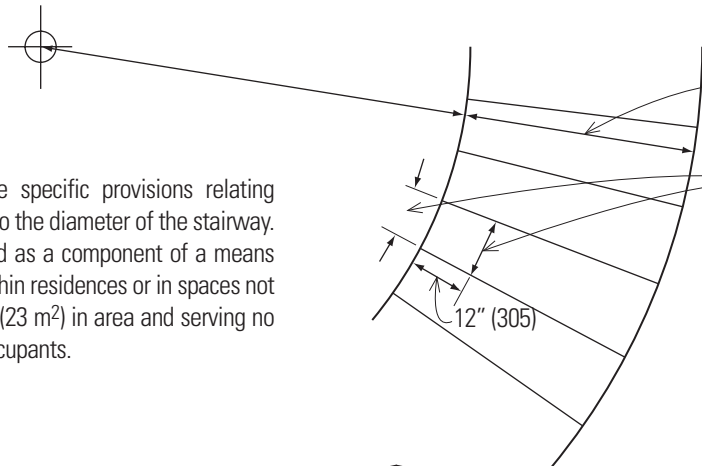 specific provisions relating
o the diameter of the stairway.
d as a component of a means
hin residences or in spaces not
(23 m²) in area and serving no
cupants.
12" (305)